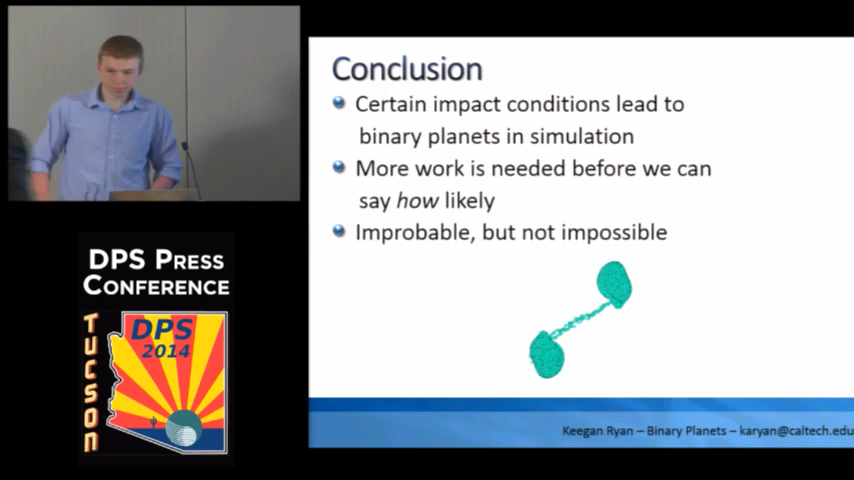 Conclusion
Certain impact conditions lead to
binary planets in simulation
More work is needed before we can
say how likely
Improbable, but not impossible
Keegan Ryan – Binary Planets – karyan@caltech.edu
DPS PRESS
CONFERENCE
TUCSON
DPS
2014